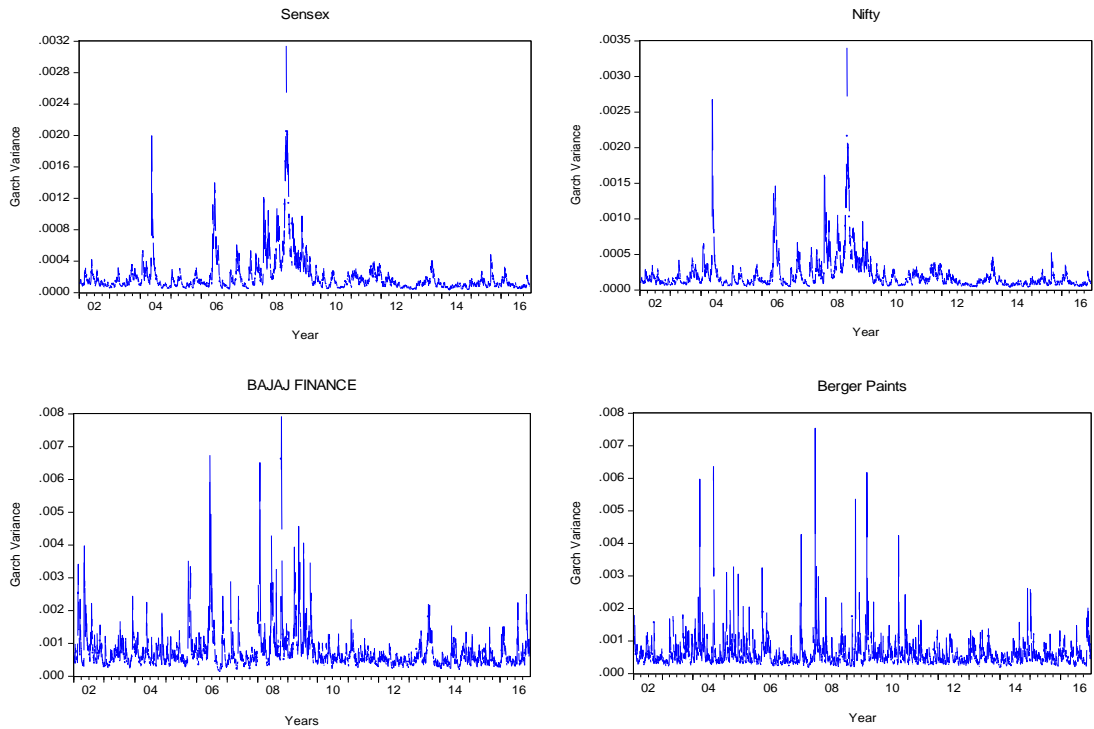 Sensex
Garch Variance
.0032
.0028
.0024
.0020
.0016
.0012
.0008
.0004
.0000
02 04 06 08 10 12 14 16
Year
Nifty
Garch Variance
.0035
.0030
.0025
.0020
.0015
.0010
.0005
.0000
02 04 06 08 10 12 14 16
Year
BAJAJ FINANCE
Garch Variance
.008
.007
.006
.005
.004
.003
.002
.001
.000
02 04 06 08 10 12 14 16
Years
Berger Paints
Garch Variance
.008
.007
.006
.005
.004
.003
.002
.001
.000
02 04 06 08 10 12 14 16
Year